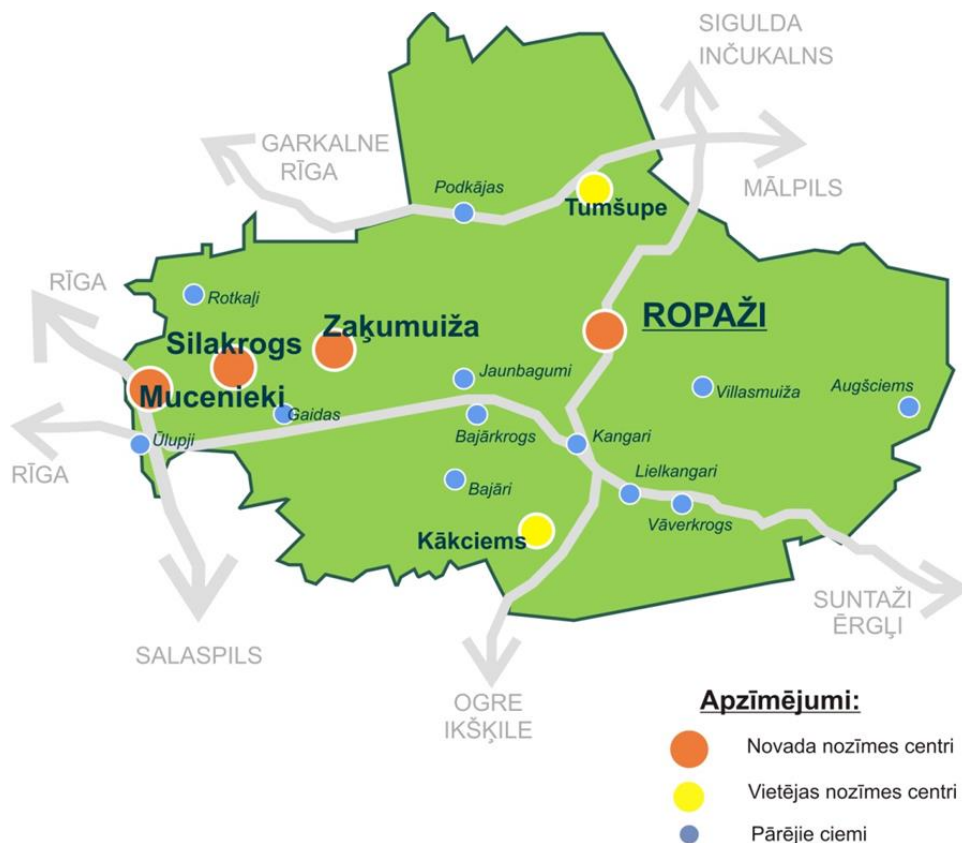 SIGULDA
INČUKALNS
GARKALNE
RĪGA
MĀLPILS
Podkājas
Tumšupe
RĪGA
Rotkaļi
ROPAŽI
Zaķumuiža
Silakrogs
Mucenieki
Jaunbagumi
Villasmuiža
Augšciems
Gaidas
Bajārkrogs
Kangari
Ūlupji
RĪGA
Lielkangari
Bajāri
Vāverkrogs
Kākciems
SUNTAŽI
ĒRGĻI
SALASPILS
OGRE
IKŠĶILE
Apzīmējumi:
Novada nozīmes centri
Vietējas nozīmes centri
Pārējie ciemi